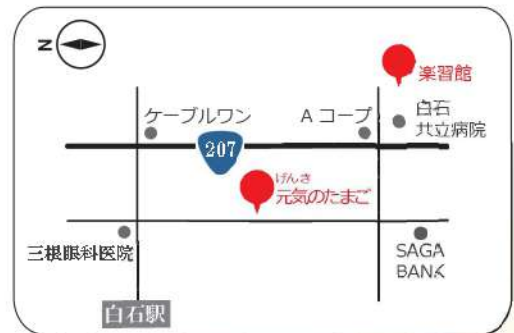 N
楽習館
ケーブルワン
Aコープ
白石
共立病院
207
げんき
元気のたまご
三根眼科医院
SAGA
BANK
白石駅